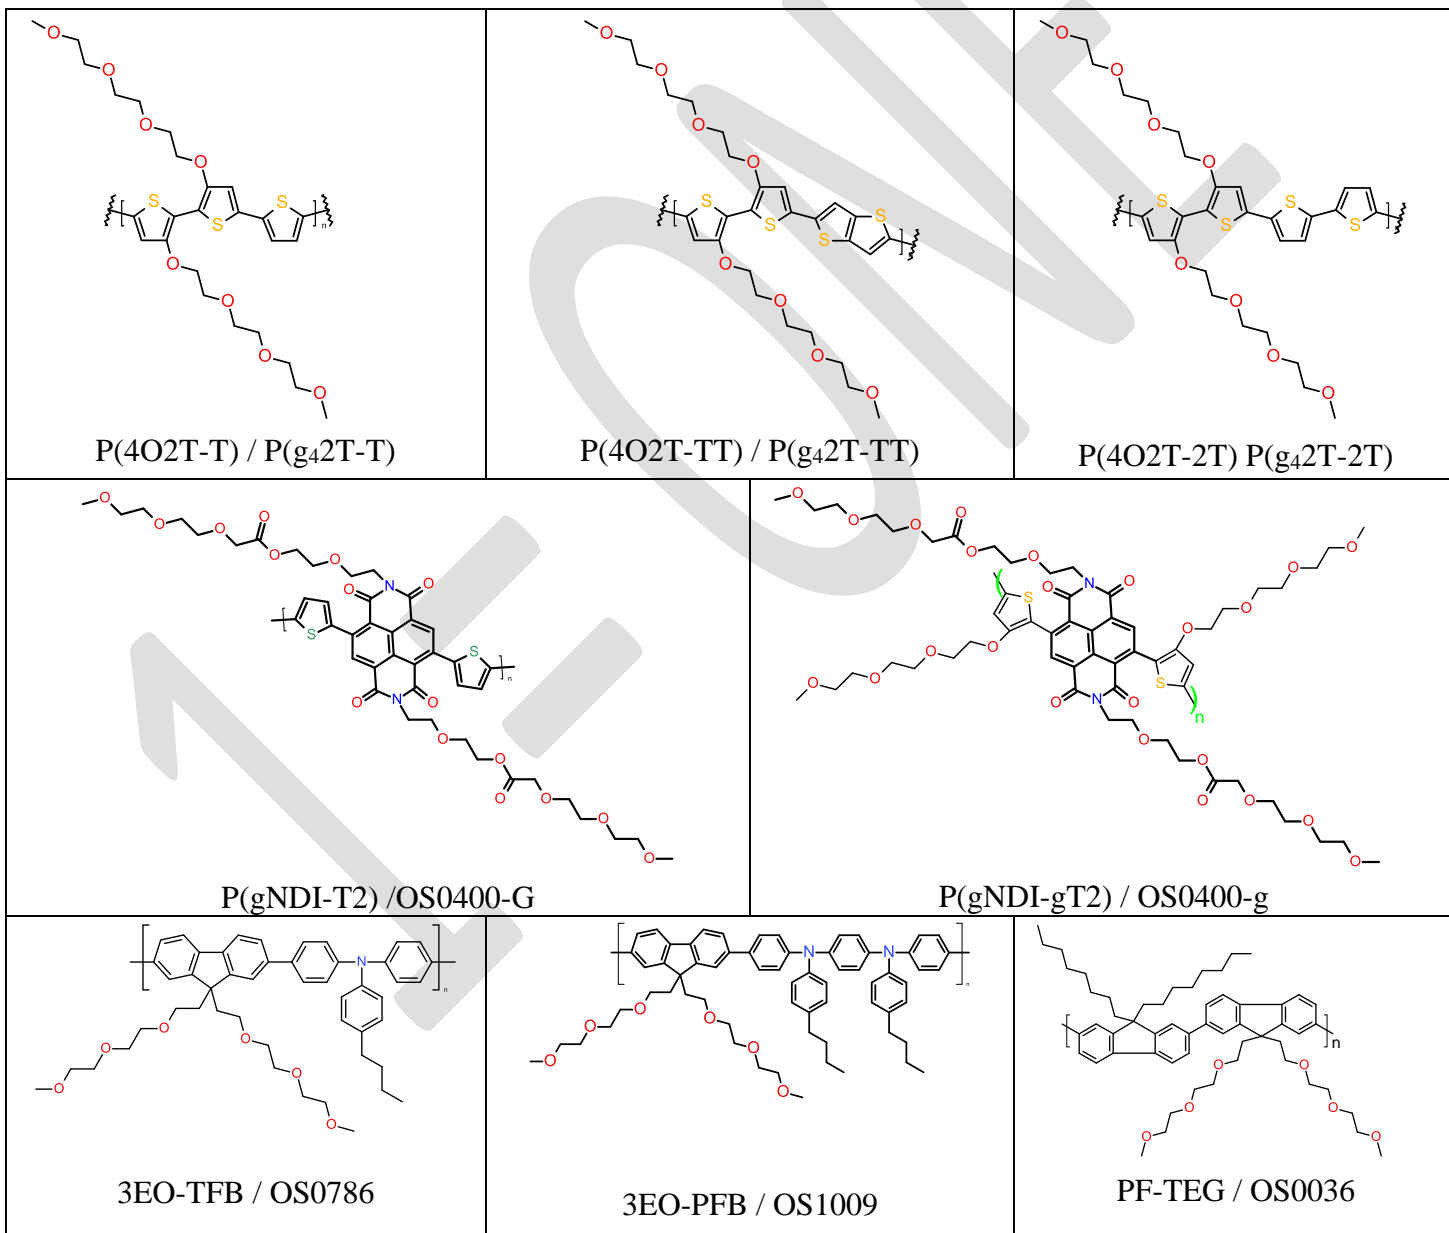 P(4O2T-T) / P(g₄2T-T)
P(4O2T-TT) / P(g₄2T-TT)
P(4O2T-2T) P(g₄2T-2T)
P(gNDI-T2) /OS0400-G
P(gNDI-gT2) / OS0400-g
3EO-TFB / OS0786
3EO-PFB / OS1009
PF-TEG / OS0036